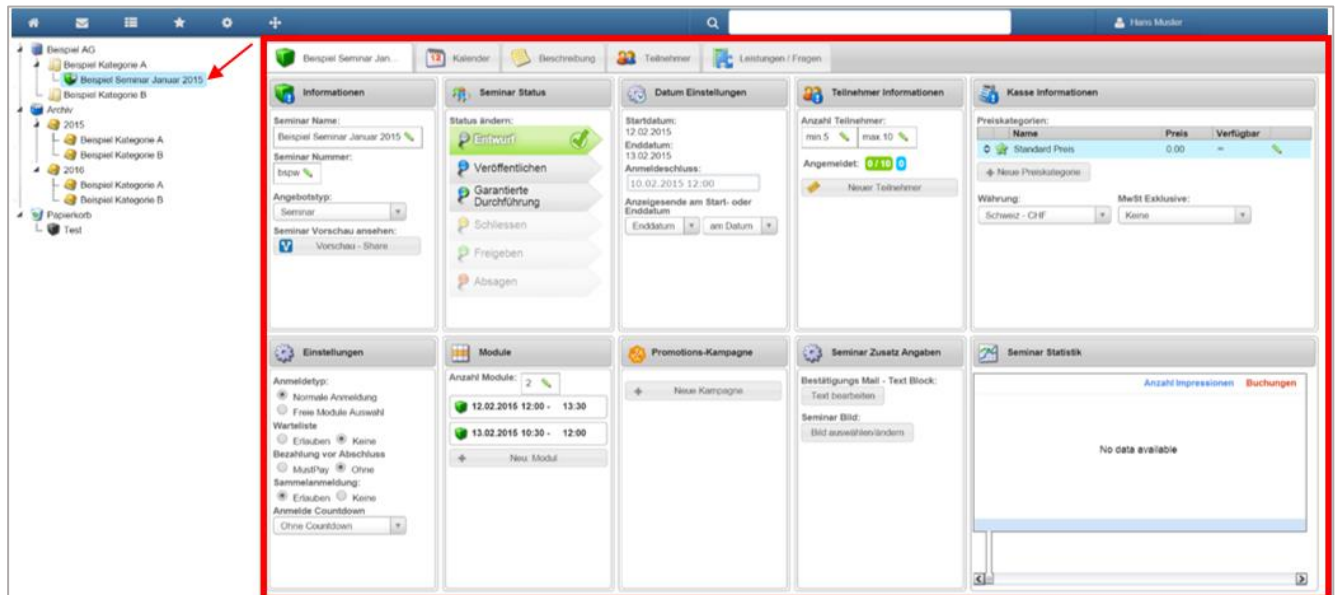 Hans Muster
Beispiel AG
Beispiel Kategorie A
Beispiel Seminar Januar 2015
Beispiel Kategorie B
Archiv
2015
Beispiel Kategorie A
Beispiel Kategorie B
2016
Beispiel Kategorie A
Beispiel Kategorie B
Papierkorb
Test
Beispiel Seminar Jan...
12 Kalender
Beschreibung
Teilnehmer
Leistungen / Fragen
Informationen
Seminar Name:
Beispiel Seminar Januar 2015
Seminar Nummer:
bspw
Angebotstyp:
Seminar
Seminar Vorschau ansehen:
Vorschau - Share
Seminar Status
Status ändern:
Entwurf
Veröffentlichen
Garantierte
Durchführung
Schliessen
Freigeben
Absagen
Datum Einstellungen
Startdatum:
12.02.2015
Enddatum:
13.02.2015
Anmeldeschluss:
10.02.2015 12:00
Anzeigesende am Start- oder
Enddatum
Enddatum am Datum
Teilnehmer Informationen
Anzahl Teilnehmer:
min.5 max.10
Angemeldet: 0 / 10 0
Neuer Teilnehmer
Kasse Informationen
Preiskategorien:
Name Preis Verfügbar
Standard Preis 0.00 ∞
Neue Preiskategorie
Währung: MwSt Exklusive:
Schweiz - CHF Keine
Einstellungen
Anmeldetyp:
Normale Anmeldung
Freie Module Auswahl
Warteliste
Erlauben Keine
Bezahlung vor Abschluss
MustPay Ohne
Sammelanmeldung:
Erlauben Keine
Anmelde Countdown
Ohne Countdown
Module
Anzahl Module: 2
12.02.2015 12:00 - 13:30
13.02.2015 10:30 - 12:00
Neu: Modul
Promotions-Kampagne
Neue Kampagne
Seminar Zusatz Angaben
Bestätigungs Mail - Text Block:
Text bearbeiten
Seminar Bild:
Bild auswählen/ändern
Seminar Statistik
Anzahl Impressionen Buchungen
No data available